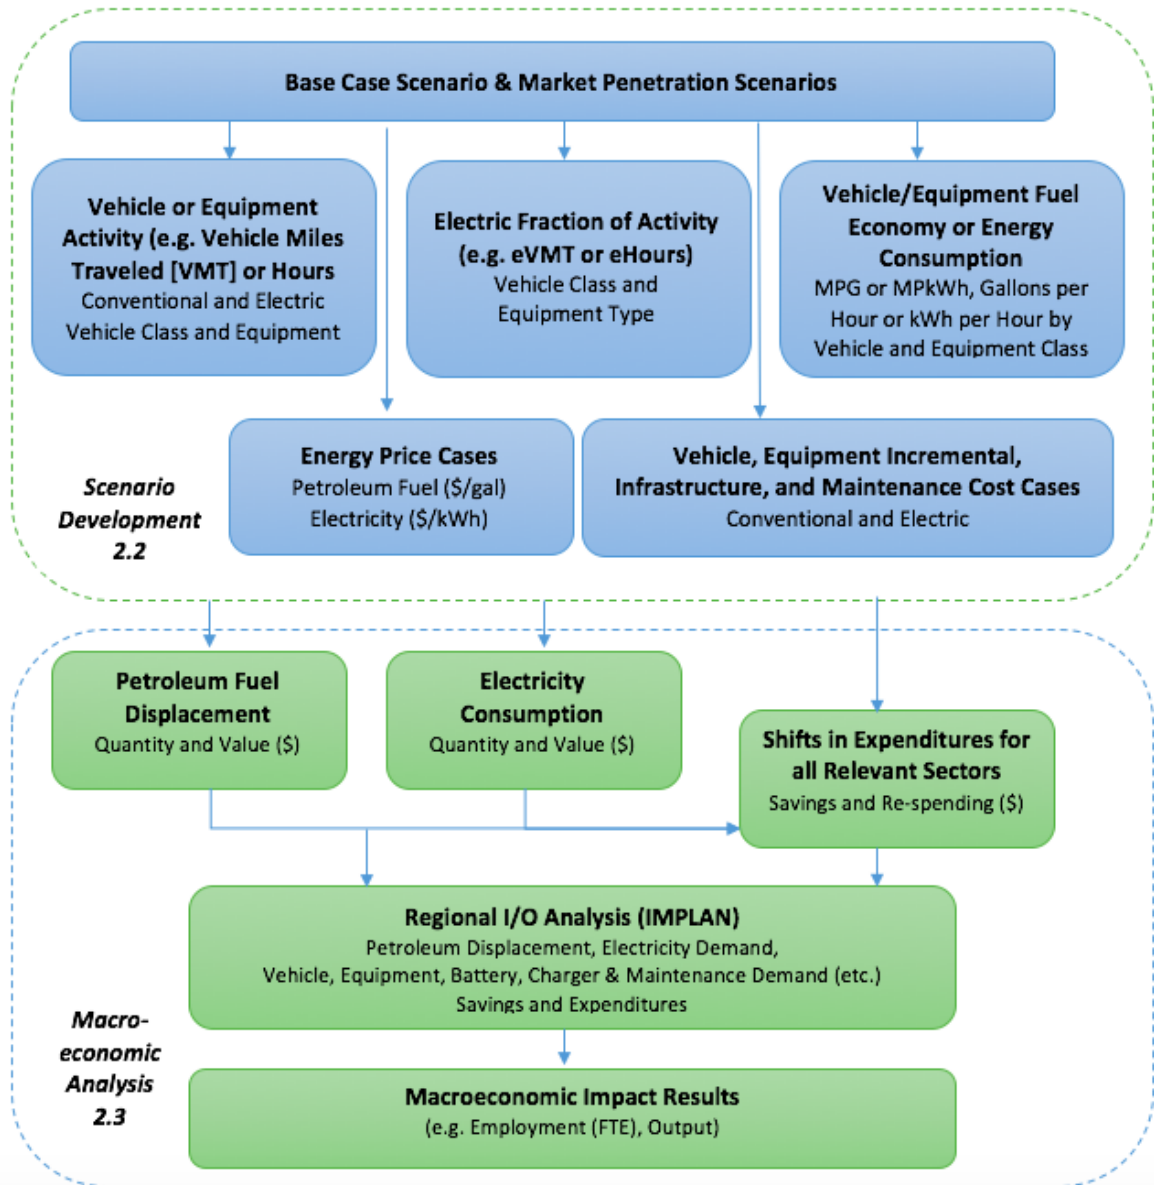 Base Case Scenario & Market Penetration Scenarios
Vehicle or Equipment
Activity (e.g. Vehicle Miles
Traveled [VMT] or Hours
Conventional and Electric
Vehicle Class and Equipment
Electric Fraction of Activity
(e.g. eVMT or eHours)
Vehicle Class and
Equipment Type
Vehicle/Equipment Fuel
Economy or Energy
Consumption
MPG or MPkWh, Gallons per
Hour or kWh per Hour by
Vehicle and Equipment Class
Energy Price Cases
Petroleum Fuel ($/gal)
Electricity ($/kWh)
Vehicle, Equipment Incremental,
Infrastructure, and Maintenance Cost Cases
Conventional and Electric
Scenario
Development
2.2
Petroleum Fuel
Displacement
Quantity and Value ($)
Electricity
Consumption
Quantity and Value ($)
Shifts in Expenditures for
all Relevant Sectors
Savings and Re-spending ($)
Regional I/O Analysis (IMPLAN)
Petroleum Displacement, Electricity Demand,
Vehicle, Equipment, Battery, Charger & Maintenance Demand (etc.)
Savings and Expenditures
Macro-
economic
Analysis
2.3
Macroeconomic Impact Results
(e.g. Employment (FTE), Output)